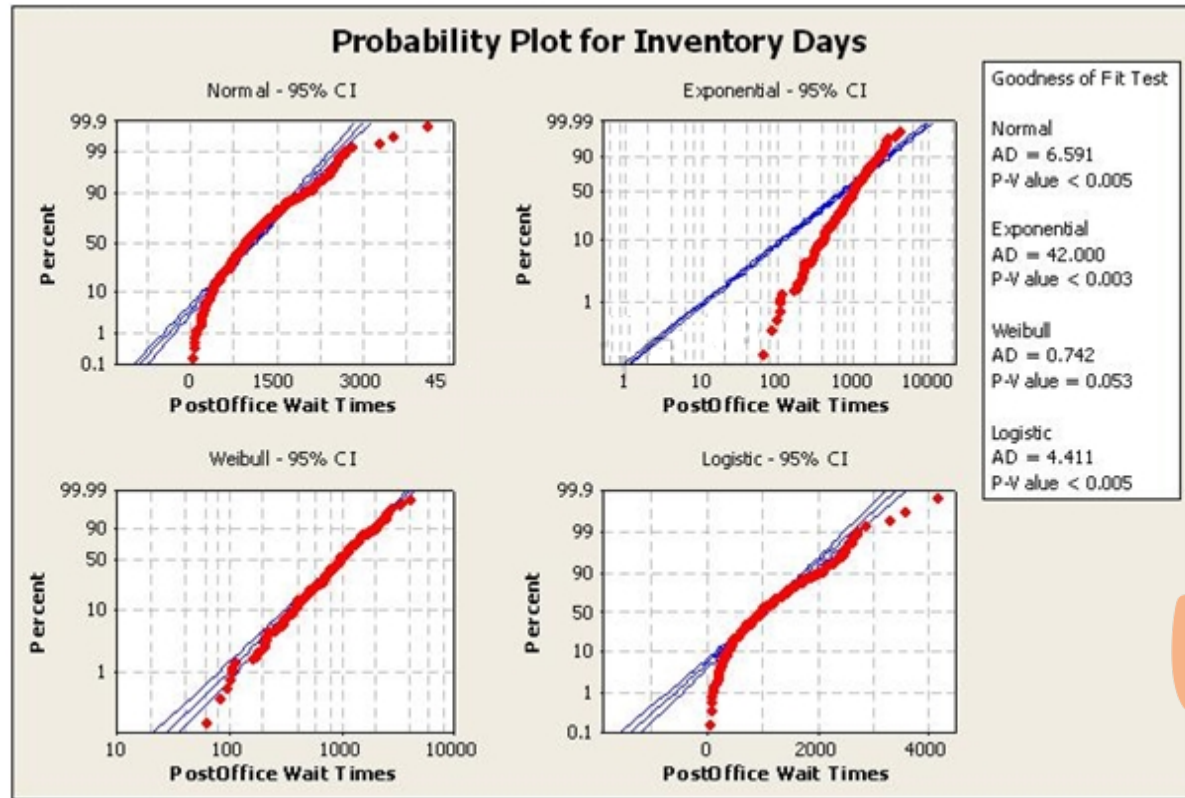 Probability Plot for Inventory Days
Normal - 95% CI
99.9
99
90
50
10
1
0.1
Percent
0 1500 3000 45
PostOffice Wait Times
Exponential - 95% CI
99.99
90
50
10
1
Percent
1 10 100 1000 10000
PostOffice Wait Times
Weibull - 95% CI
99.99
90
50
10
1
Percent
10 100 1000 10000
PostOffice Wait Times
Logistic - 95% CI
99.9
99
90
50
10
1
0.1
Percent
0 2000 4000
PostOffice Wait Times
Goodness of Fit Test
Normal
AD = 6.591
P-Value < 0.005
Exponential
AD = 42.000
P-Value < 0.003
Weibull
AD = 0.742
P-Value = 0.053
Logistic
AD = 4.411
P-Value < 0.005